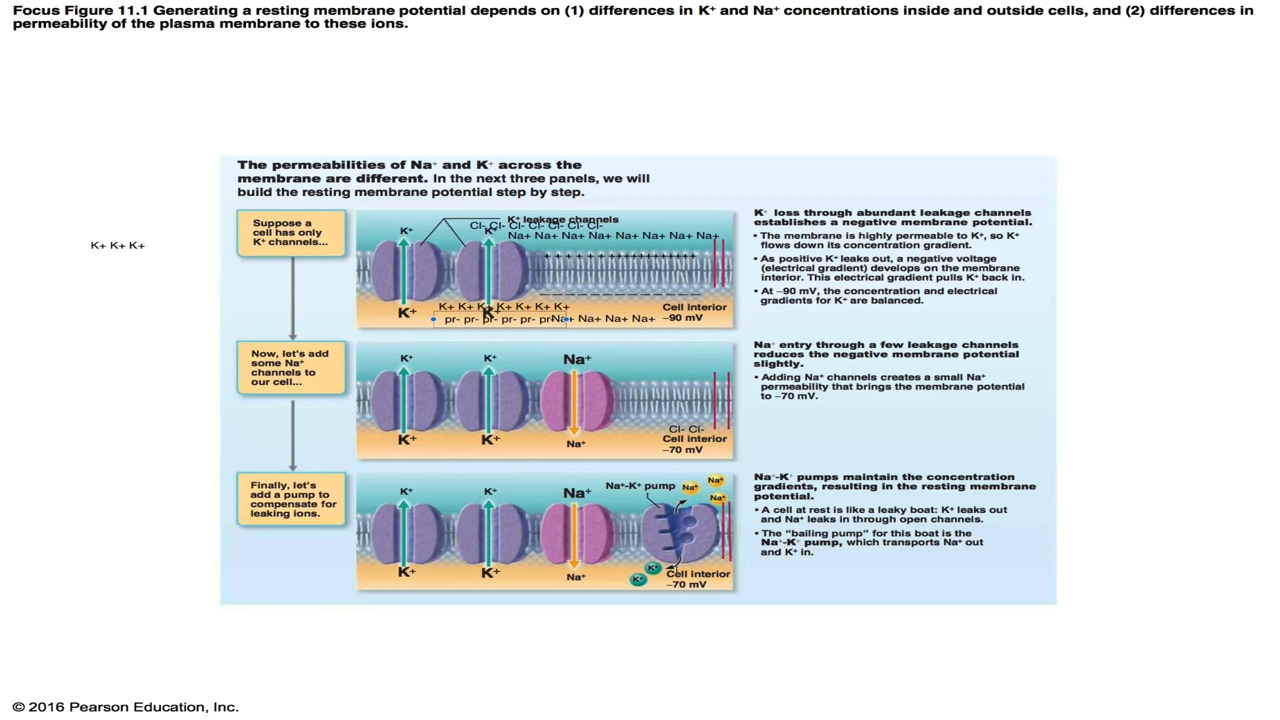 Focus Figure 11.1 Generating a resting membrane potential depends on (1) differences in K⁺ and Na⁺ concentrations inside and outside cells, and (2) differences in
permeability of the plasma membrane to these ions.
The permeabilities of Na⁺ and K⁺ across the
membrane are different. In the next three panels, we will
build the resting membrane potential step by step.
Suppose a
cell has only
K⁺ channels...
K+ K+ K+
K⁺ leakage channels
K⁺
K⁺
Cl- Cl- Cl- Cl- Cl- Cl- Cl-
Na+ Na+ Na+ Na+ Na+ Na+ Na+ Na+
K+ K+ K+ K+ K+ K+ K+
K⁺
K⁺
pr- pr- pr- pr- pr- pr- Na+ Na+ Na+ Na+
Cell interior
–90 mV
K⁺ loss through abundant leakage channels
establishes a negative membrane potential.
• The membrane is highly permeable to K⁺, so K⁺
flows down its concentration gradient.
• As positive K⁺ leaks out, a negative voltage
(electrical gradient) develops on the membrane
interior. This electrical gradient pulls K⁺ back in.
• At –90 mV, the concentration and electrical
gradients for K⁺ are balanced.
Now, let's add
some Na⁺
channels to
our cell...
K⁺
K⁺
Na⁺
K⁺
K⁺
Na⁺
Cl- Cl-
Cell interior
–70 mV
Na⁺ entry through a few leakage channels
reduces the negative membrane potential
slightly.
• Adding Na⁺ channels creates a small Na⁺
permeability that brings the membrane potential
to –70 mV.
Finally, let's
add a pump to
compensate for
leaking ions.
K⁺
K⁺
Na⁺
Na⁺-K⁺ pump
Na⁺
Na⁺
Na⁺
K⁺
K⁺
Na⁺
K⁺
K⁺
Cell interior
–70 mV
Na⁺-K⁺ pumps maintain the concentration
gradients, resulting in the resting membrane
potential.
• A cell at rest is like a leaky boat: K⁺ leaks out
and Na⁺ leaks in through open channels.
• The “bailing pump” for this boat is the
Na⁺-K⁺ pump, which transports Na⁺ out
and K⁺ in.
© 2016 Pearson Education, Inc.